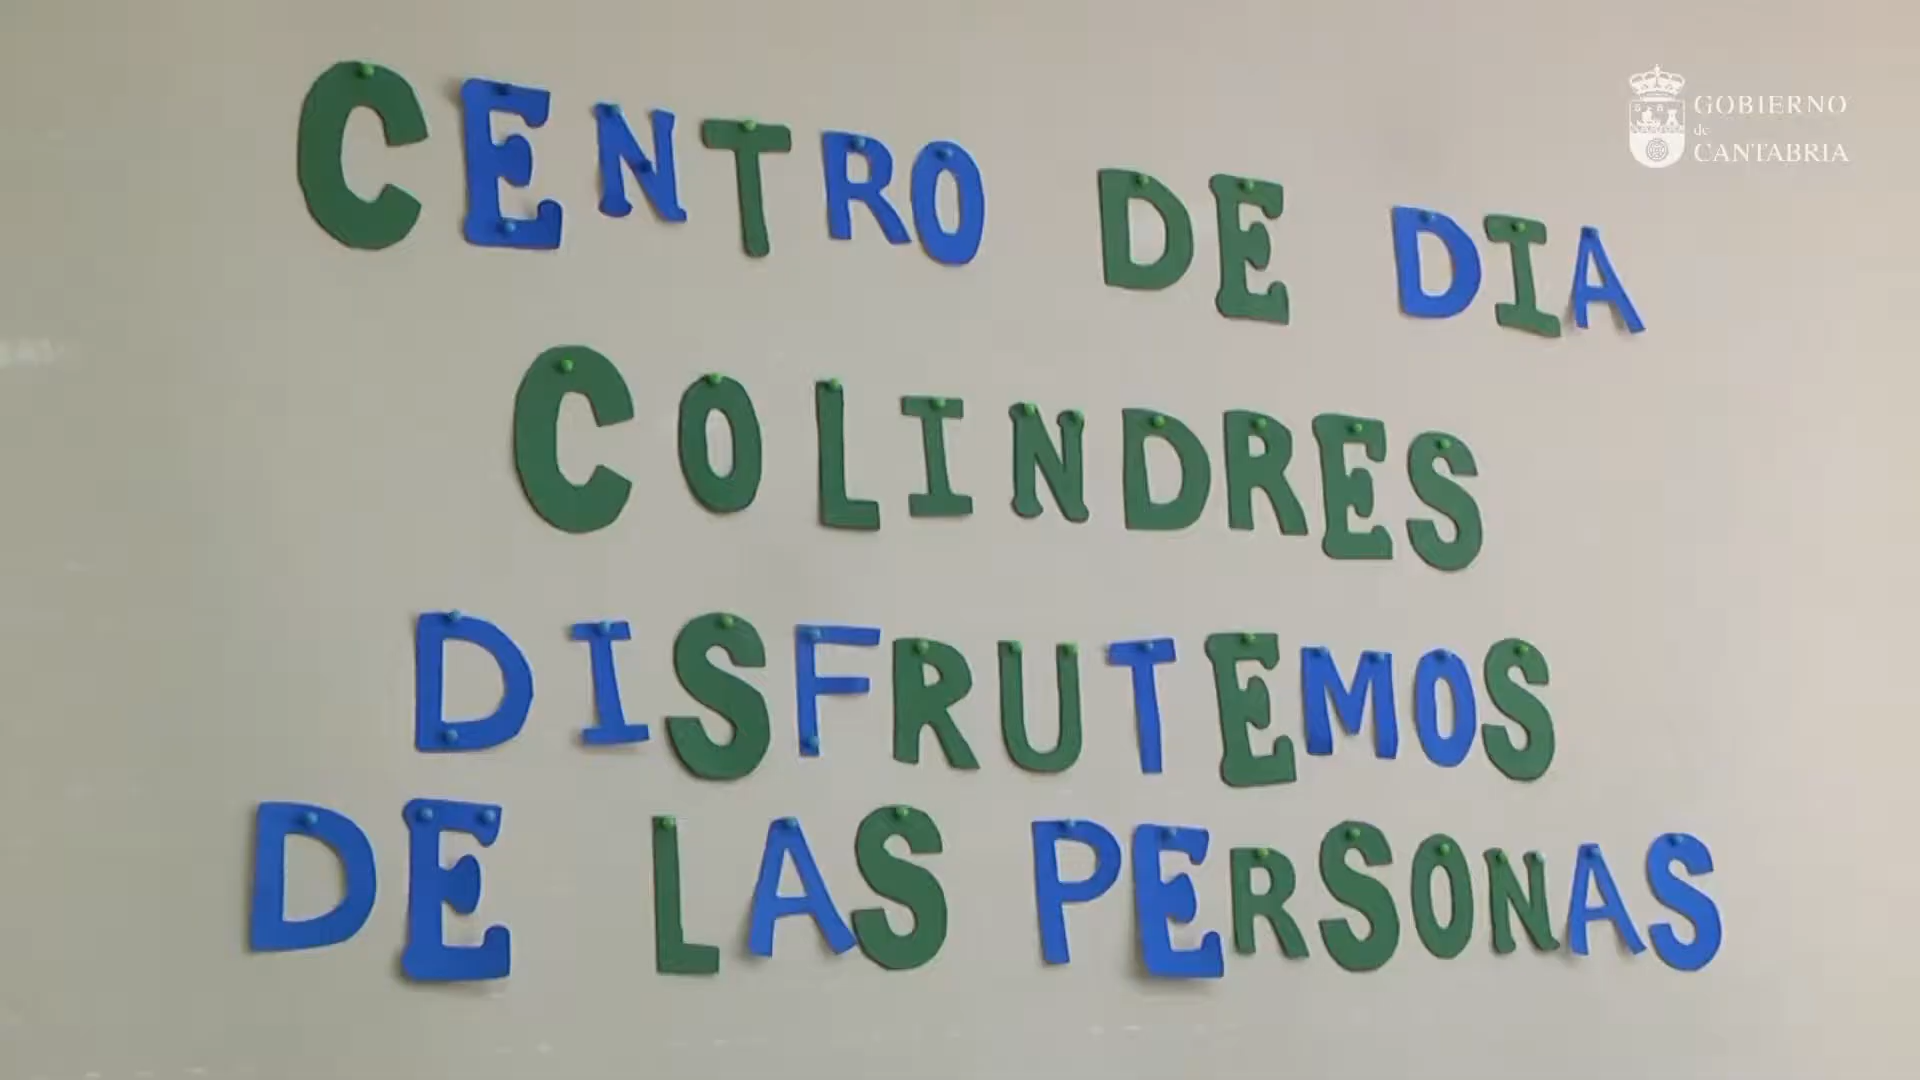 CENTRO DE DIA
COLINDRES
DISFRUTEMOS
DE LAS PERSONAS
GOBIERNO
de
CANTABRIA